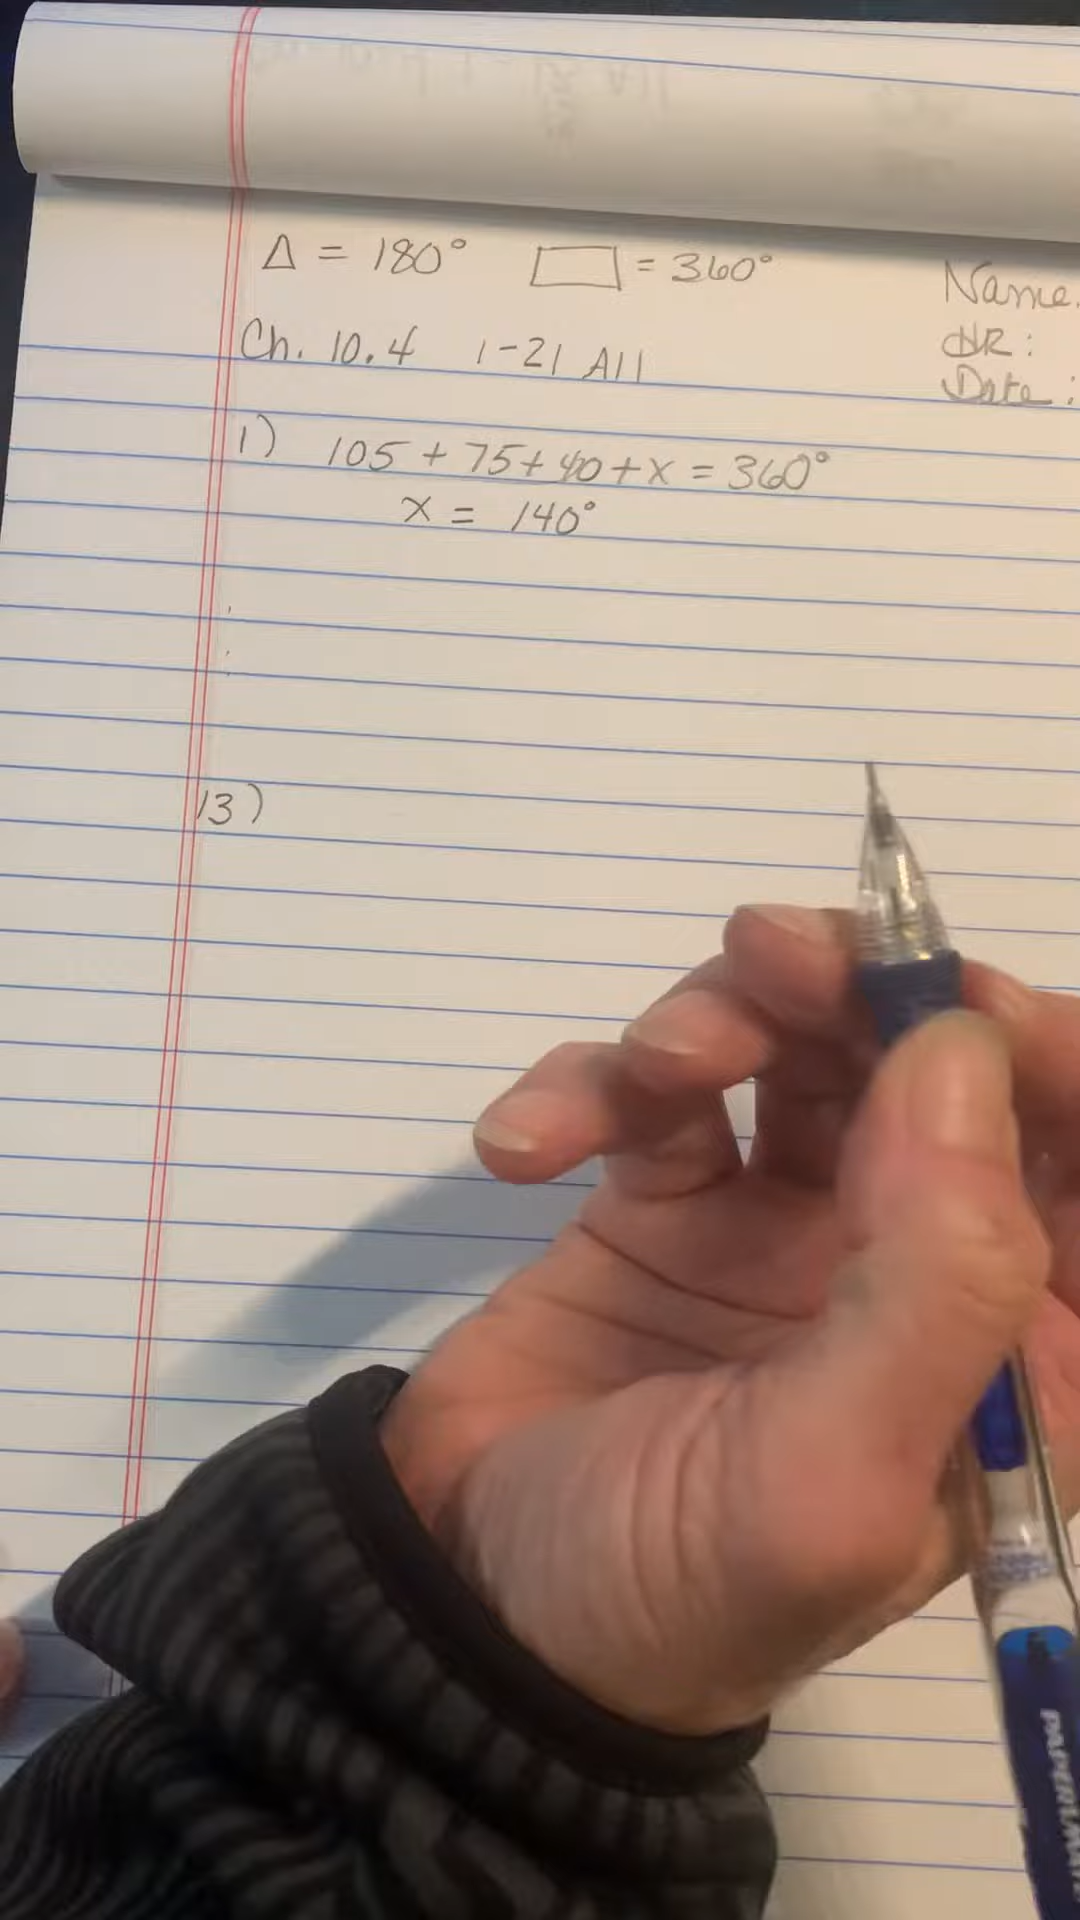 Δ = 180° ▭ = 360°
Name.
HR:
Date:
Ch. 10.4 1-21 All
1) 105 + 75 + 40 + x = 360°
x = 140°
13)